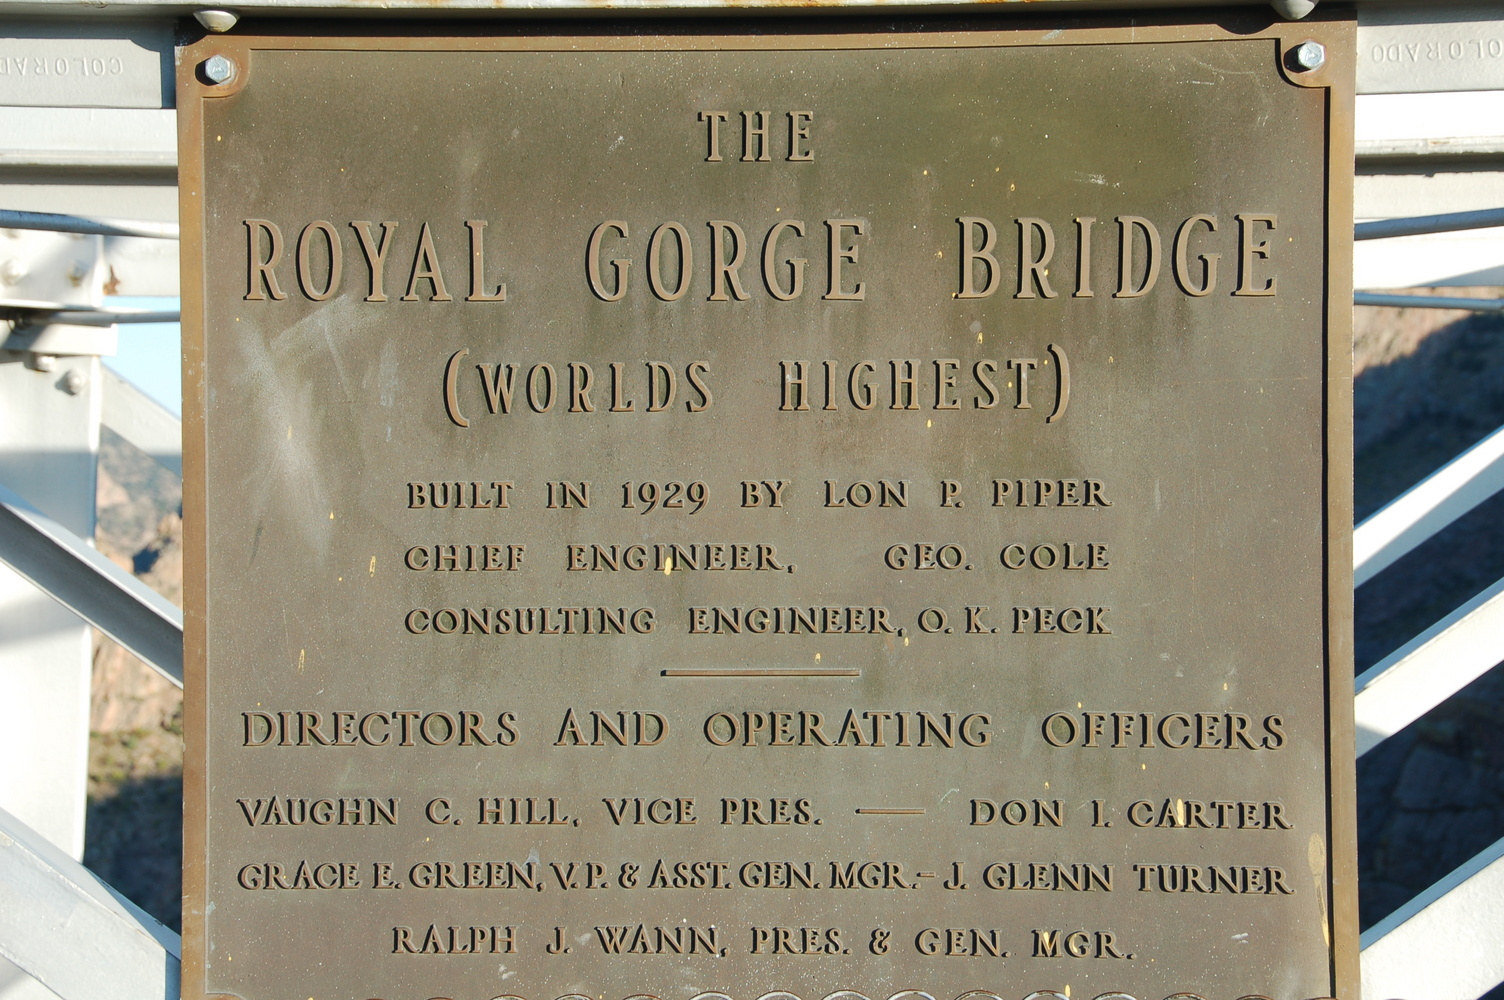 COLORADO
COLORADO
THE
ROYAL GORGE BRIDGE
(WORLDS HIGHEST)
BUILT IN 1929 BY LON P. PIPER
CHIEF ENGINEER, GEO. COLE
CONSULTING ENGINEER, O. K. PECK
DIRECTORS AND OPERATING OFFICERS
VAUGHN C. HILL, VICE PRES. — DON I. CARTER
GRACE E. GREEN, V. P. & ASST. GEN. MGR.- J. GLENN TURNER
RALPH J. WANN, PRES. & GEN. MGR.